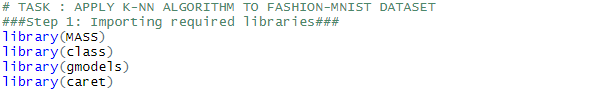 # TASK : APPLY K-NN ALGORITHM TO FASHION-MNIST DATASET
###Step 1: Importing required libraries###
library(MASS)
library(class)
library(gmodels)
library(caret)